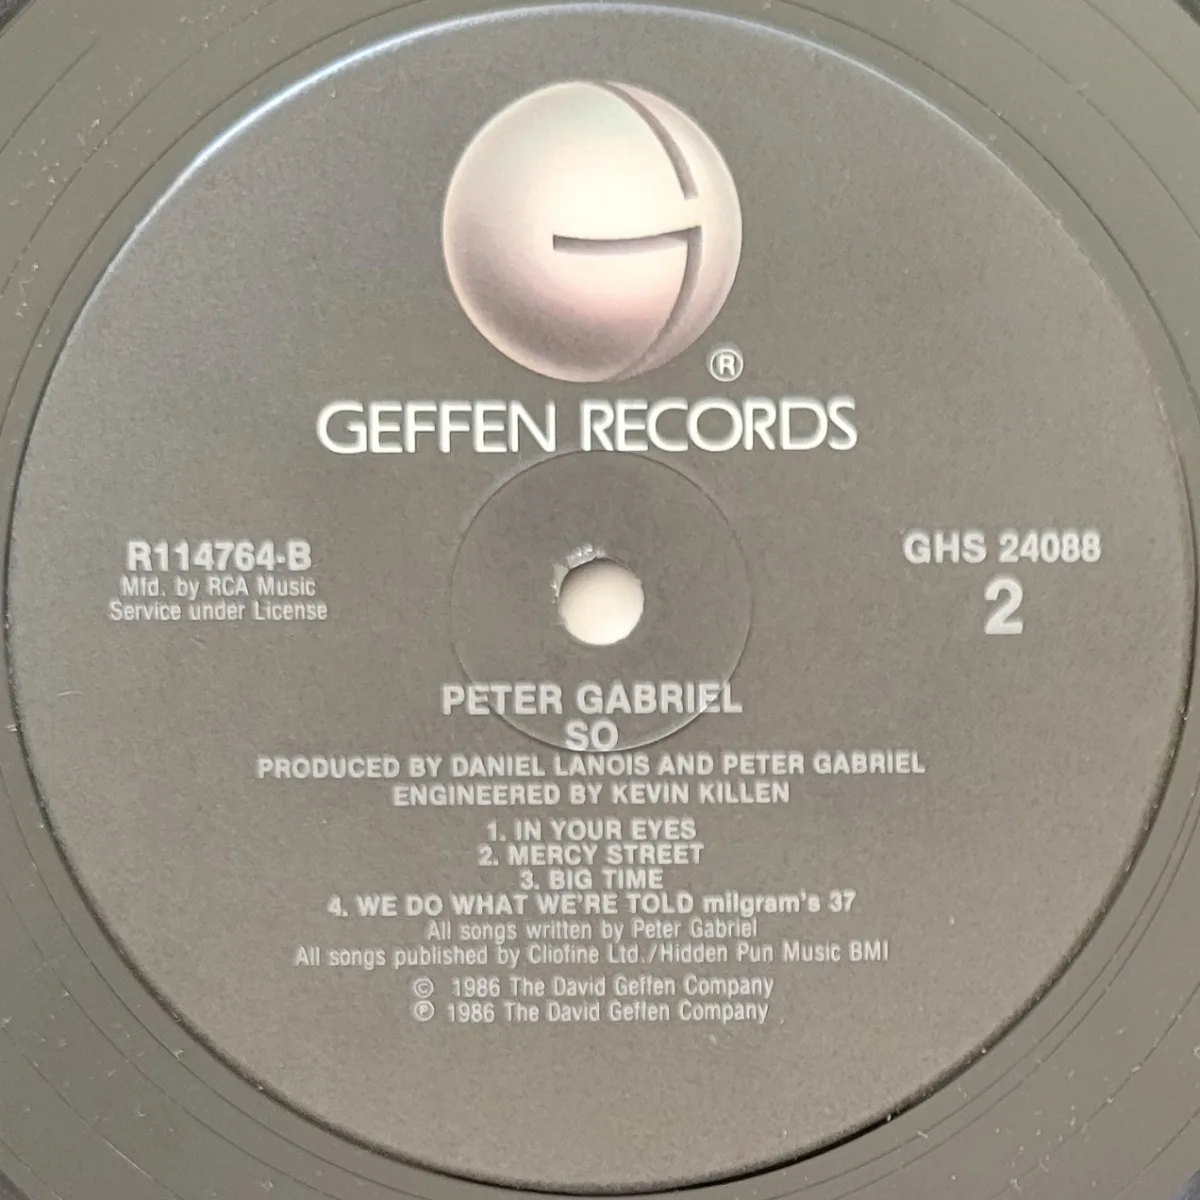 ®
GEFFEN RECORDS
R114764-B
Mfd. by RCA Music
Service under License
GHS 24088
2
PETER GABRIEL
SO
PRODUCED BY DANIEL LANOIS AND PETER GABRIEL
ENGINEERED BY KEVIN KILLEN
1. IN YOUR EYES
2. MERCY STREET
3. BIG TIME
4. WE DO WHAT WE'RE TOLD milgram's 37
All songs written by Peter Gabriel
All songs published by Cliofine Ltd./Hidden Pun Music BMI
© 1986 The David Geffen Company
℗ 1986 The David Geffen Company